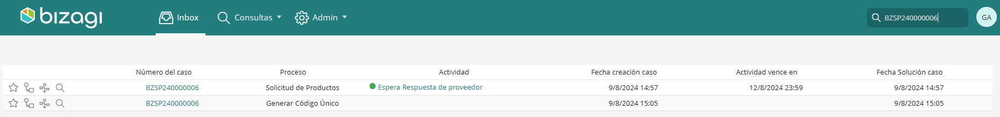 bizagi
Inbox
Consultas
Admin
BZSP240000006
GA
Número del caso Proceso Actividad Fecha creación caso Actividad vence en Fecha Solución caso
BZSP240000006 Solicitud de Productos Espera Respuesta de proveedor 9/8/2024 14:57 12/8/2024 23:59 9/8/2024 14:57
BZSP240000006 Generar Código Único 9/8/2024 15:05 9/8/2024 15:05